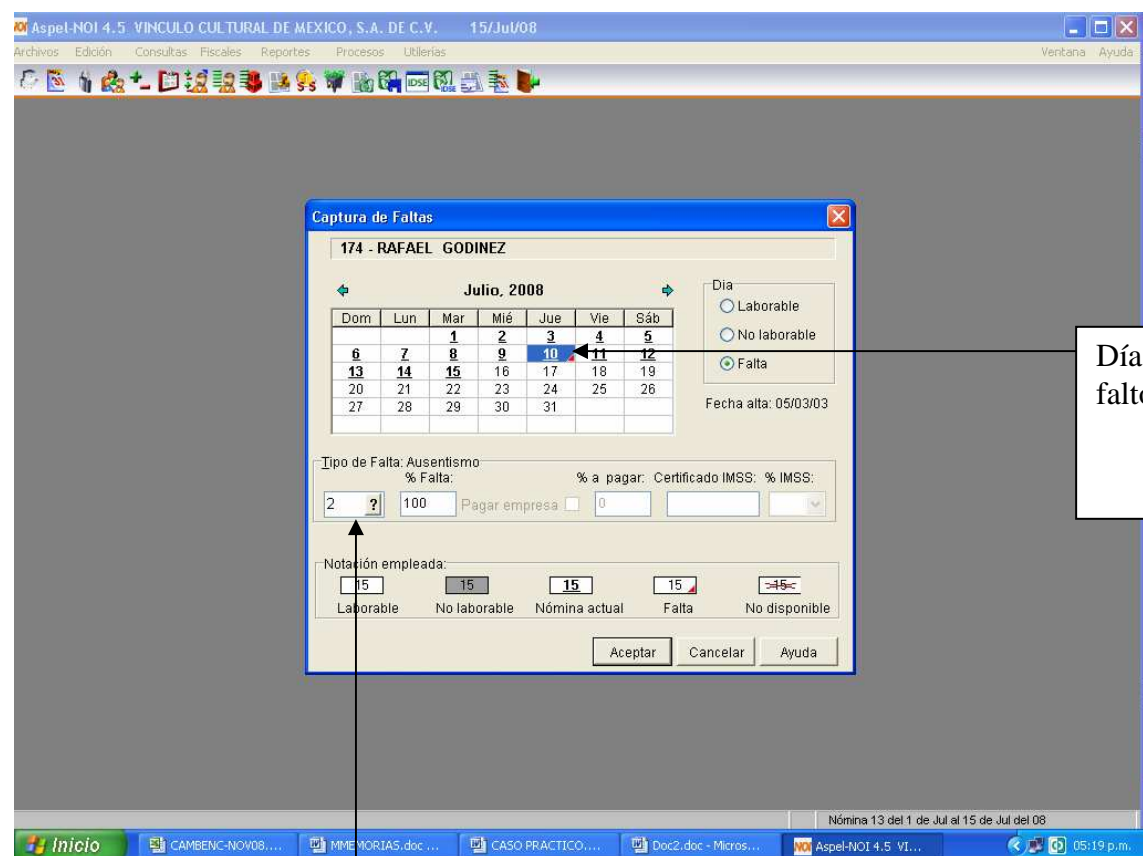 Aspel-NOI 4.5 VINCULO CULTURAL DE MEXICO, S.A. DE C.V. 15/Jul/08
Archivos Edición Consultas Fiscales Reportes Procesos Utilerías Ventana Ayuda
IDSE
IDSE
Captura de Faltas
174 - RAFAEL GODINEZ
Julio, 2008
Dom Lun Mar Mié Jue Vie Sáb
1 2 3 4 5
6 7 8 9 10 11 12
13 14 15 16 17 18 19
20 21 22 23 24 25 26
27 28 29 30 31
Dia
Laborable
No laborable
Falta
Fecha alta: 05/03/03
Día
falto
Tipo de Falta: Ausentismo
% Falta: % a pagar: Certificado IMSS: % IMSS:
2 ? 100 Pagar empresa 0
Notación empleada:
15 15 15 15 15
Laborable No laborable Nómina actual Falta No disponible
Aceptar Cancelar Ayuda
Nómina 13 del 1 de Jul al 15 de Jul del 08
Inicio CAMBENC-NOV08.... MMEMORIAS.doc ... CASO PRACTICO.... Doc2.doc - Micros... NOI Aspel-NOI 4.5 VI... 05:19 p.m.